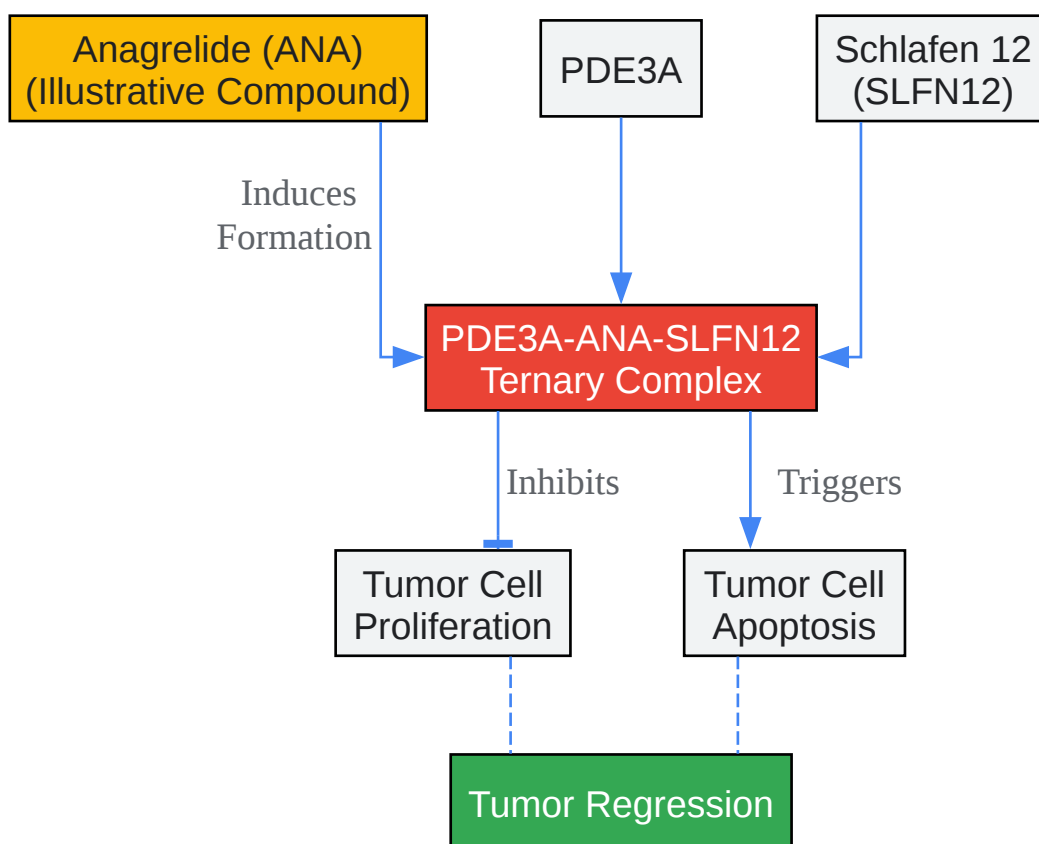 Anagrelide (ANA)
(Illustrative Compound)
PDE3A
Schlafen 12
(SLFN12)
Induces
Formation
PDE3A-ANA-SLFN12
Ternary Complex
Inhibits
Triggers
Tumor Cell
Proliferation
Tumor Cell
Apoptosis
Tumor Regression